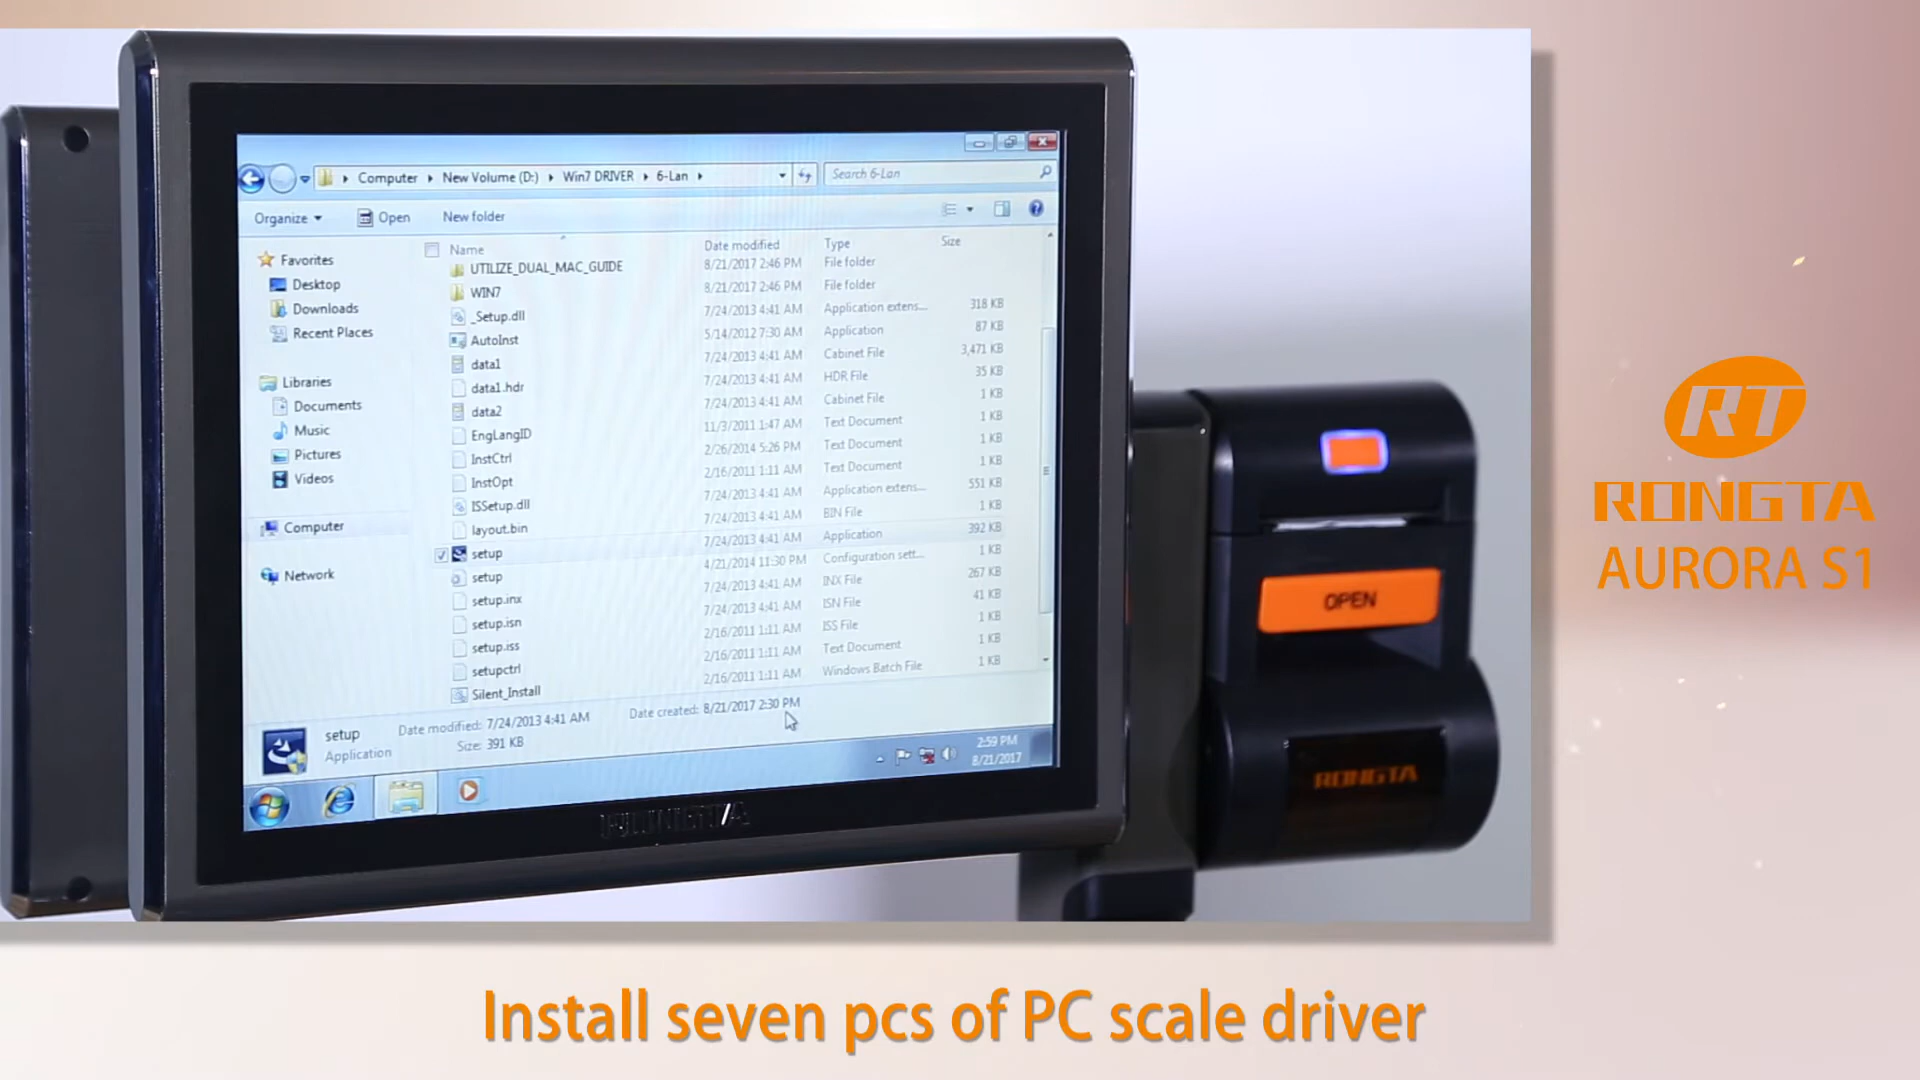 Computer New Volume (D:) Win7 DRIVER 6-Lan
Search 6-Lan
Organize Open New folder
Name Date modified Type Size
UTILIZE_DUAL_MAC_GUIDE 8/21/2017 2:46 PM File folder
WIN7 8/21/2017 2:46 PM File folder
_Setup.dll 7/24/2013 4:41 AM Application extens... 318 KB
AutoInst 5/14/2012 7:30 AM Application 87 KB
data1 7/24/2013 4:41 AM Cabinet File 3,471 KB
data1.hdr 7/24/2013 4:41 AM HDR File 35 KB
data2 7/24/2013 4:41 AM Cabinet File 1 KB
EngLangID 11/3/2011 1:47 AM Text Document 1 KB
InstCtrl 2/26/2014 5:26 PM Text Document 1 KB
InstOpt 2/16/2011 1:11 AM Text Document 1 KB
ISSetup.dll 7/24/2013 4:41 AM Application extens... 551 KB
layout.bin 7/24/2013 4:41 AM BIN File 1 KB
setup 7/24/2013 4:41 AM Application 392 KB
setup 4/21/2014 11:30 PM Configuration sett... 1 KB
setup.inx 7/24/2013 4:41 AM INX File 267 KB
setup.isn 7/24/2013 4:41 AM ISN File 41 KB
setup.iss 2/16/2011 1:11 AM ISS File 1 KB
setupctrl 2/16/2011 1:11 AM Text Document 1 KB
Silent_Install 2/16/2011 1:11 AM Windows Batch File 1 KB
Favorites
Desktop
Downloads
Recent Places
Libraries
Documents
Music
Pictures
Videos
Computer
Network
setup Date modified: 7/24/2013 4:41 AM Date created: 8/21/2017 2:30 PM
Application Size: 391 KB
2:59 PM
8/21/2017
RONGTA
OPEN
RONGTA
RT
RONGTA
AURORA S1
Install seven pcs of PC scale driver